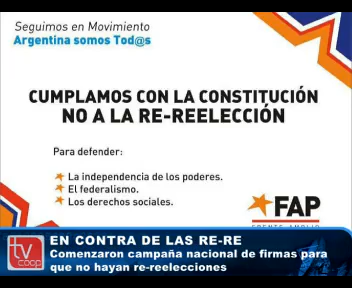 Seguimos en Movimiento
Argentina somos Tod@s
CUMPLAMOS CON LA CONSTITUCIÓN
NO A LA RE-REELECCIÓN
Para defender:
La independencia de los poderes.
El federalismo.
Los derechos sociales.
FAP
FRENTE AMPLIO
tv
coop
EN CONTRA DE LAS RE-RE
Comenzaron campaña nacional de firmas para
que no hayan re-reelecciones